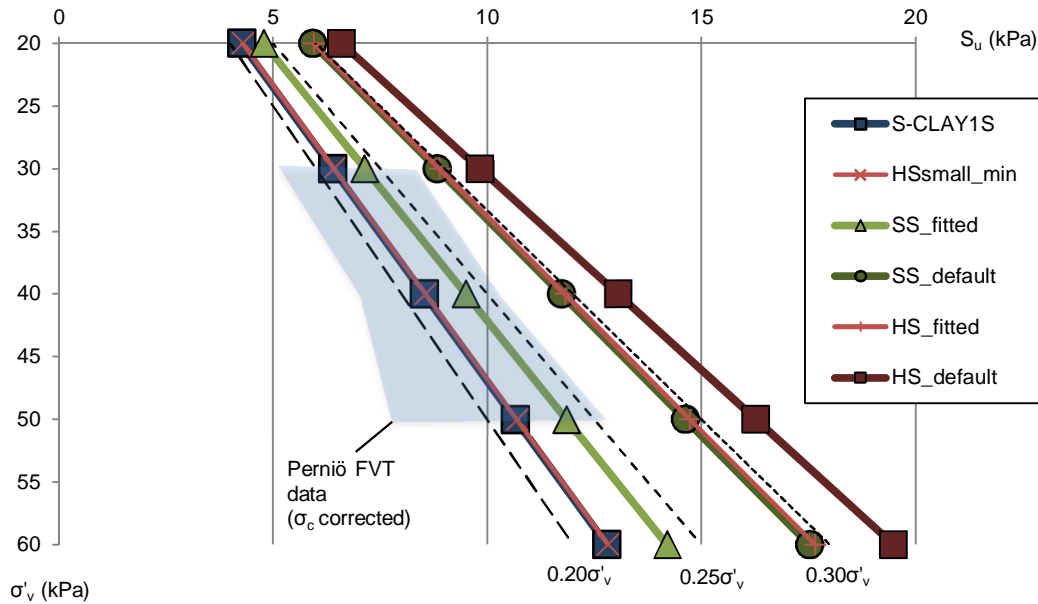 0 5 10 15 20
Su (kPa)
20
25
30
35
40
45
50
55
60
S-CLAY1S
HSsmall_min
SS_fitted
SS_default
HS_fitted
HS_default
Perniö FVT
data
(σc corrected)
0.20σ'v
0.25σ'v
0.30σ'v
σ'v (kPa)